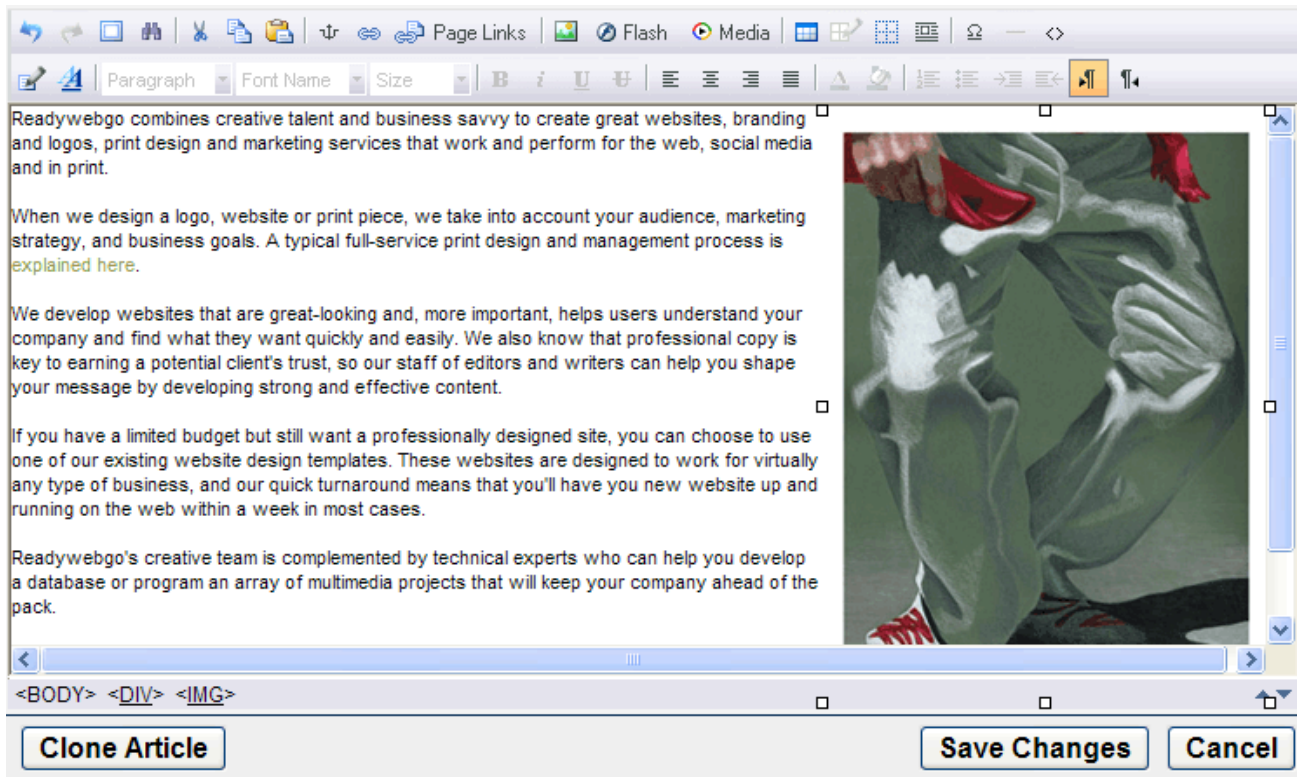 Page Links Flash Media Ω <>
Paragraph Font Name Size B i U U A A
Readywebgo combines creative talent and business savvy to create great websites, branding
and logos, print design and marketing services that work and perform for the web, social media
and in print.
When we design a logo, website or print piece, we take into account your audience, marketing
strategy, and business goals. A typical full-service print design and management process is
explained here.
We develop websites that are great-looking and, more important, helps users understand your
company and find what they want quickly and easily. We also know that professional copy is
key to earning a potential client's trust, so our staff of editors and writers can help you shape
your message by developing strong and effective content.
If you have a limited budget but still want a professionally designed site, you can choose to use
one of our existing website design templates. These websites are designed to work for virtually
any type of business, and our quick turnaround means that you'll have you new website up and
running on the web within a week in most cases.
Readywebgo's creative team is complemented by technical experts who can help you develop
a database or program an array of multimedia projects that will keep your company ahead of the
pack.
<BODY> <DIV> <IMG>
Clone Article Save Changes Cancel